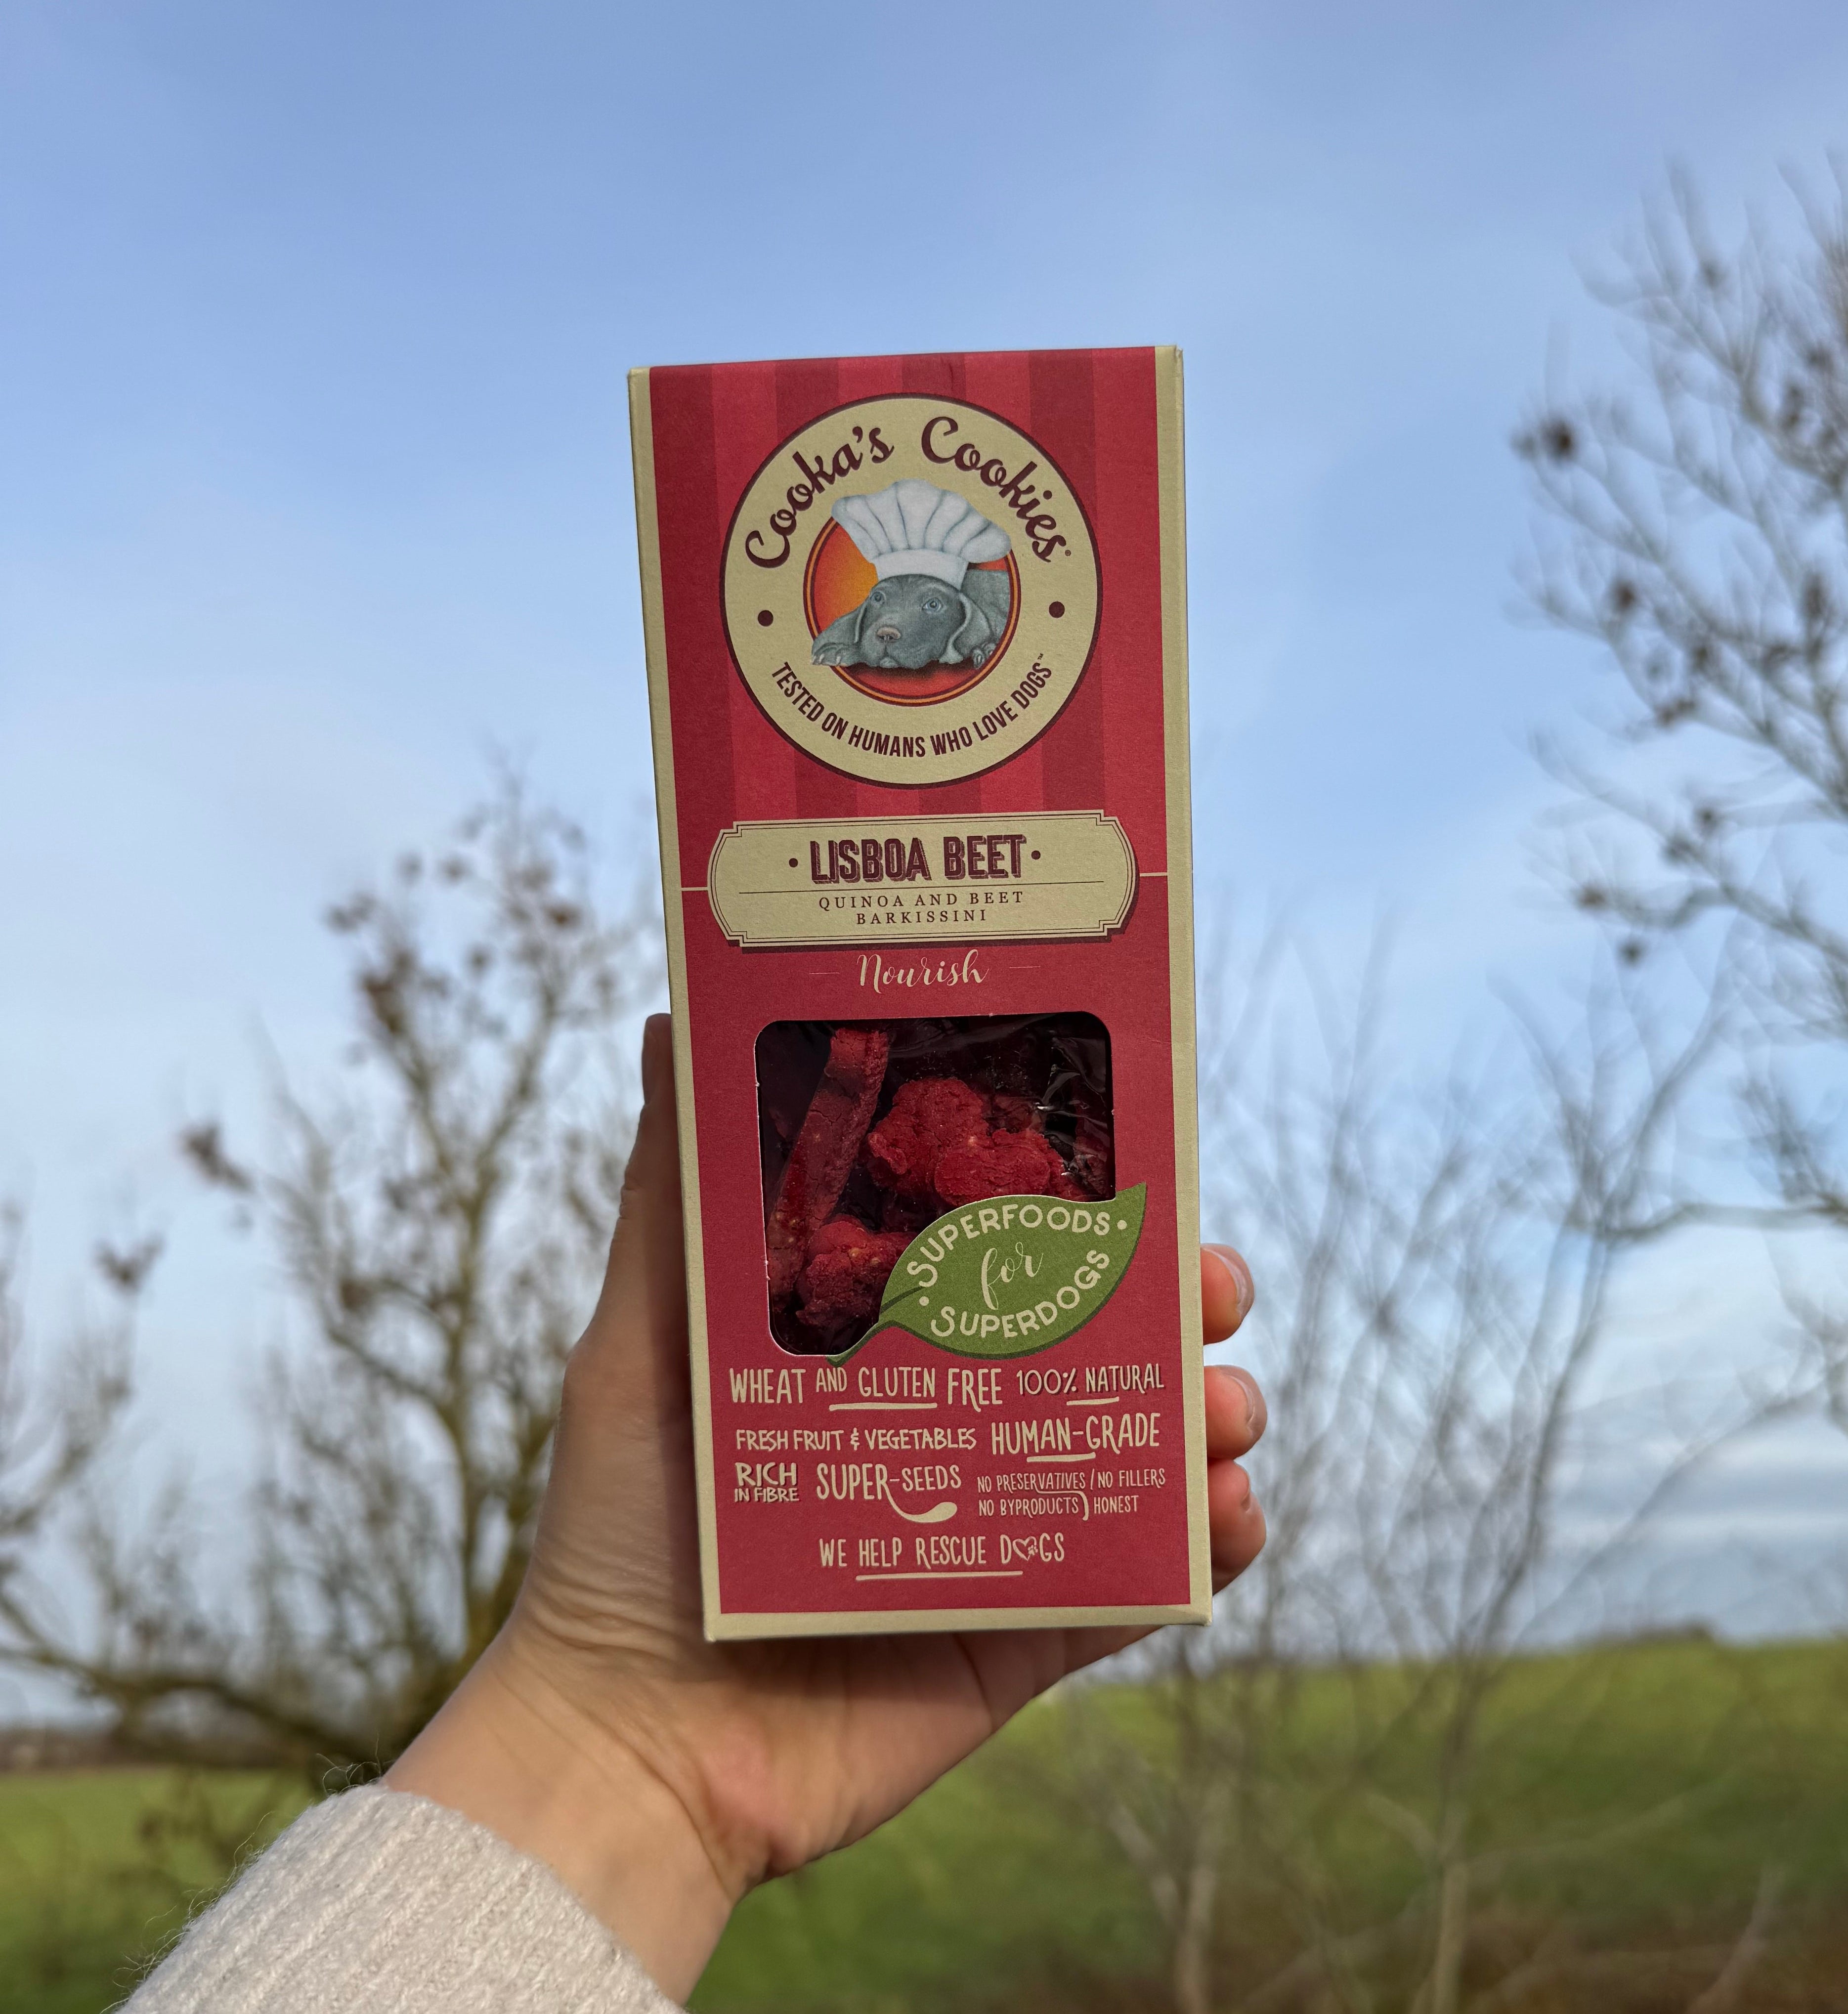 Cooka's Cookies®
TESTED ON HUMANS WHO LOVE DOGS™
• LISBOA BEET •
QUINOA AND BEET
BARKISSINI
Nourish
• SUPERFOODS •
for
• SUPERDOGS
WHEAT AND GLUTEN FREE 100% NATURAL
FRESH FRUIT & VEGETABLES HUMAN-GRADE
RICH
IN FIBRE
SUPER-SEEDS
NO PRESERVATIVES / NO FILLERS
NO BYPRODUCTS HONEST
WE HELP RESCUE DOGS